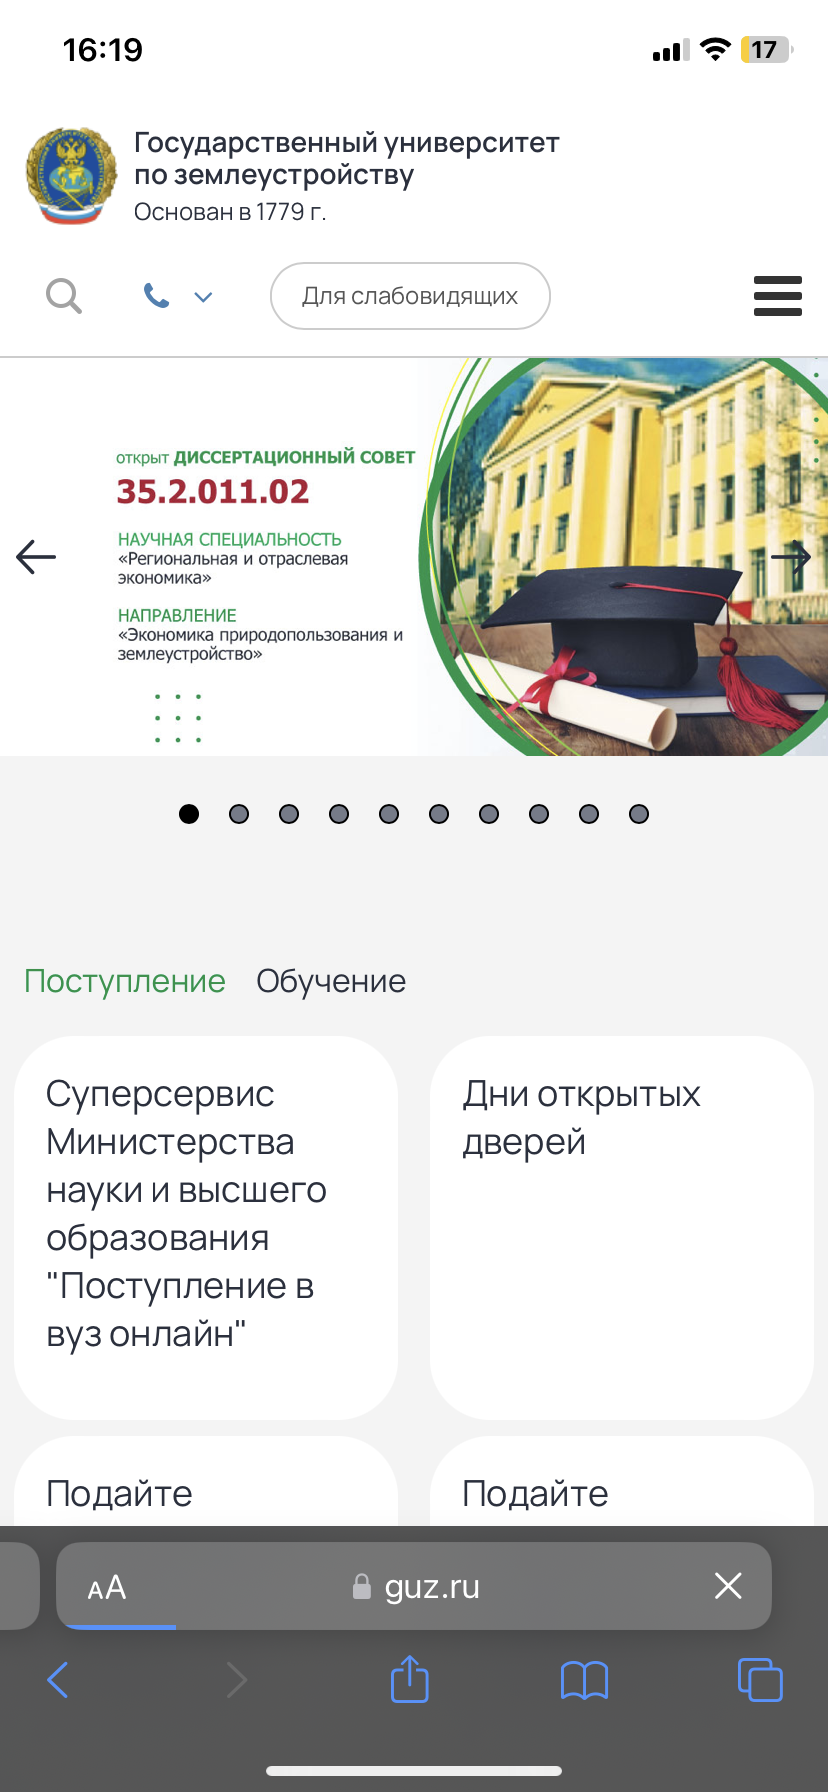 16:19
17
Государственный университет
по землеустройству
Основан в 1779 г.
Для слабовидящих
открыт ДИССЕРТАЦИОННЫЙ СОВЕТ
35.2.011.02
НАУЧНАЯ СПЕЦИАЛЬНОСТЬ
«Региональная и отраслевая
экономика»
НАПРАВЛЕНИЕ
«Экономика природопользования и
землеустройство»
Поступление Обучение
Суперсервис
Министерства
науки и высшего
образования
"Поступление в
вуз онлайн"
Дни открытых
дверей
Подайте
Подайте
AA guz.ru